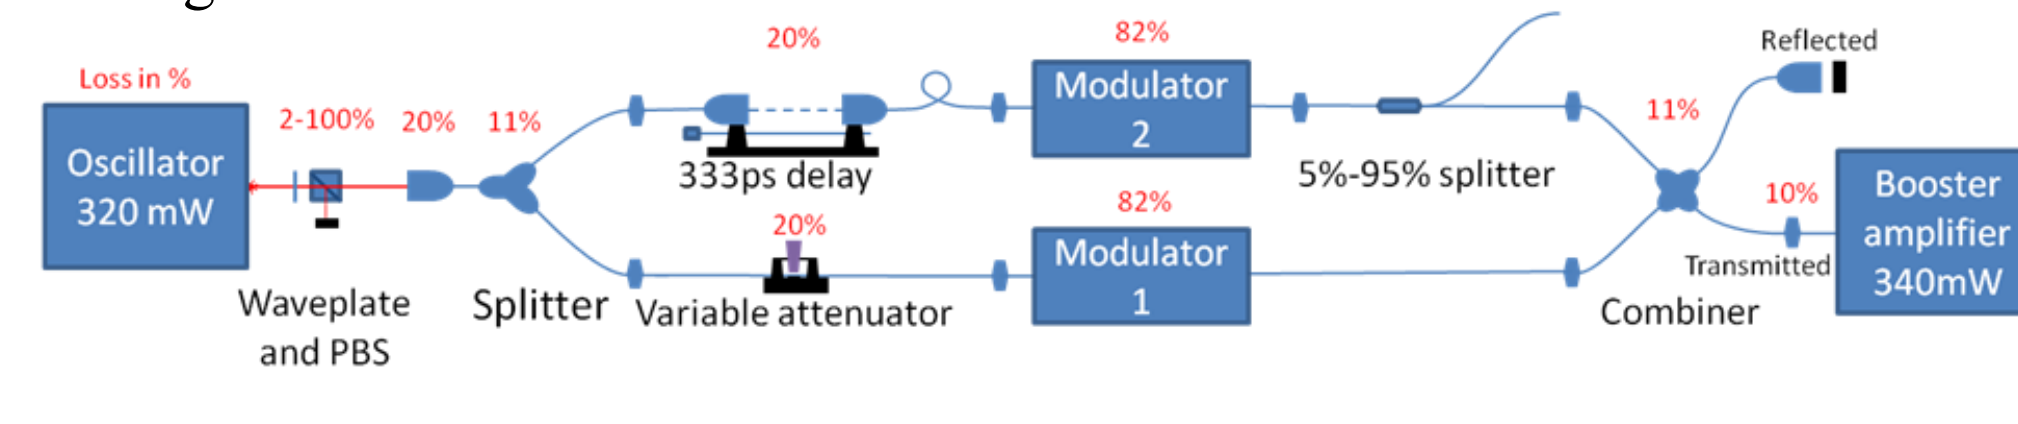 Loss in %
Oscillator
320 mW
2-100%
20%
11%
Waveplate
and PBS
Splitter
20%
333ps delay
20%
Variable attenuator
82%
Modulator
2
82%
Modulator
1
5%-95% splitter
Reflected
11%
Combiner
10%
Transmitted
Booster
amplifier
340mW